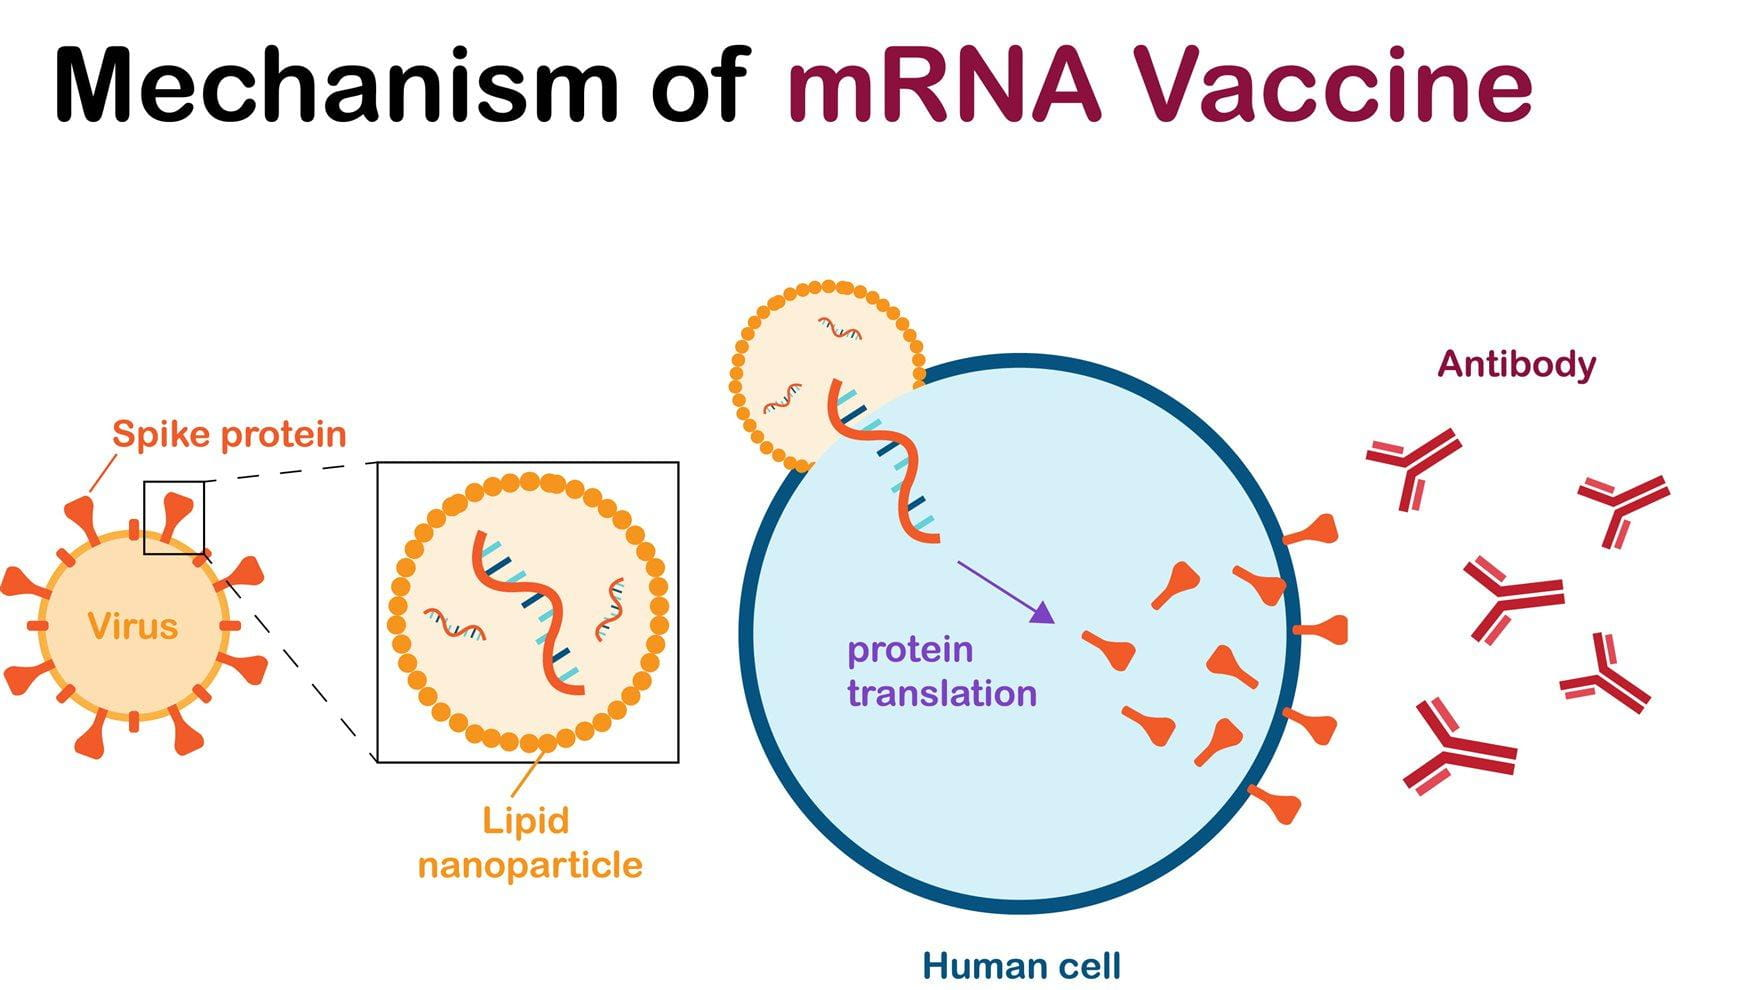 Mechanism of mRNA Vaccine
Spike protein
Virus
Lipid
nanoparticle
protein
translation
Human cell
Antibody